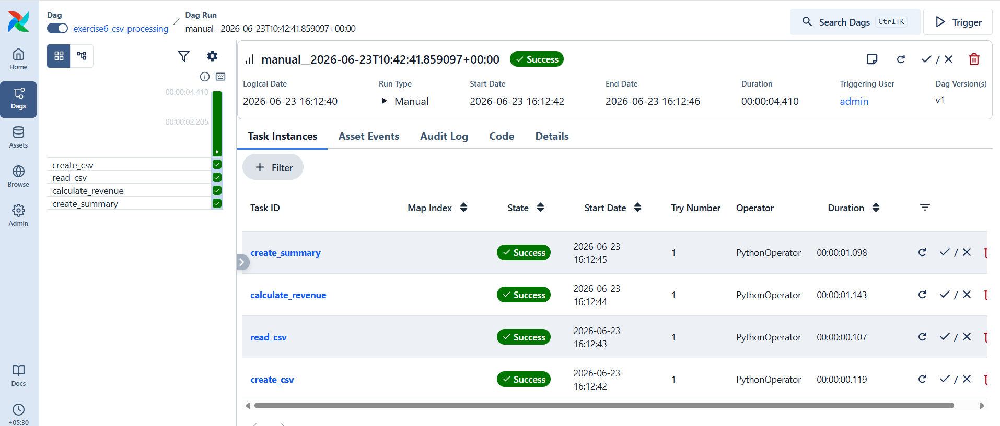 Dag
exercise6_csv_processing
/
Dag Run
manual__2026-06-23T10:42:41.859097+00:00
Search Dags Ctrl+K
Trigger
Home
Dags
Assets
Browse
Admin
Docs
+05:30
00:00:04.410
00:00:02.205
create_csv
read_csv
calculate_revenue
create_summary
manual__2026-06-23T10:42:41.859097+00:00 Success
/
Logical Date Run Type Start Date End Date Duration Triggering User Dag Version(s)
2026-06-23 16:12:40 Manual 2026-06-23 16:12:42 2026-06-23 16:12:46 00:00:04.410 admin v1
Task Instances Asset Events Audit Log Code Details
+ Filter
Task ID Map Index State Start Date Try Number Operator Duration
create_summary Success 2026-06-23 16:12:45 1 PythonOperator 00:00:01.098 /
calculate_revenue Success 2026-06-23 16:12:44 1 PythonOperator 00:00:01.143 /
read_csv Success 2026-06-23 16:12:43 1 PythonOperator 00:00:00.107 /
create_csv Success 2026-06-23 16:12:42 1 PythonOperator 00:00:00.119 /